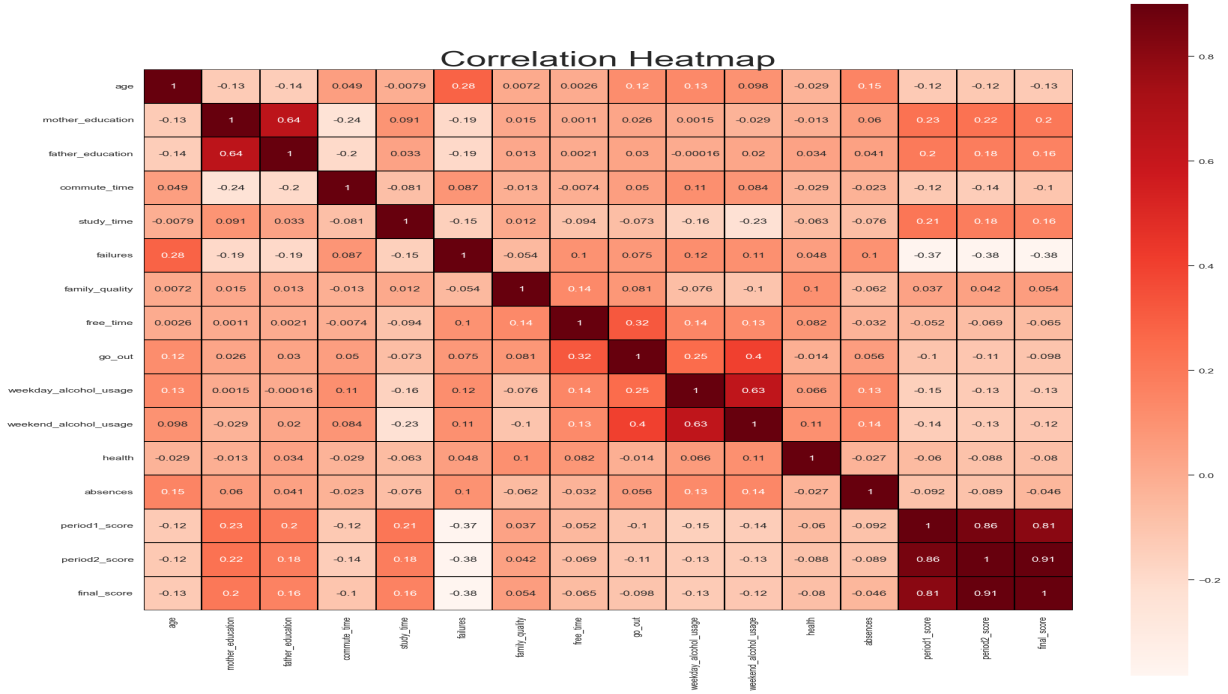 Correlation Heatmap
age 1 -0.13 -0.14 0.049 -0.0079 0.28 0.0072 0.0026 0.12 0.13 0.098 -0.029 0.15 -0.12 -0.12 -0.13
mother_education -0.13 1 0.64 -0.24 0.091 -0.19 0.015 0.0011 0.026 0.0015 -0.029 -0.013 0.06 0.23 0.22 0.2
father_education -0.14 0.64 1 -0.2 0.033 -0.19 0.013 0.0021 0.03 -0.00016 0.02 0.034 0.041 0.2 0.18 0.16
commute_time 0.049 -0.24 -0.2 1 -0.081 0.087 -0.013 -0.0074 0.05 0.11 0.084 -0.029 -0.023 -0.12 -0.14 -0.1
study_time -0.0079 0.091 0.033 -0.081 1 -0.15 0.012 -0.094 -0.073 -0.16 -0.23 -0.063 -0.076 0.21 0.18 0.16
failures 0.28 -0.19 -0.19 0.087 -0.15 1 -0.054 0.1 0.075 0.12 0.11 0.048 0.1 -0.37 -0.38 -0.38
family_quality 0.0072 0.015 0.013 -0.013 0.012 -0.054 1 0.14 0.081 -0.076 -0.1 0.1 -0.062 0.037 0.042 0.054
free_time 0.0026 0.0011 0.0021 -0.0074 -0.094 0.1 0.14 1 0.32 0.14 0.13 0.082 -0.032 -0.052 -0.069 -0.065
go_out 0.12 0.026 0.03 0.05 -0.073 0.075 0.081 0.32 1 0.25 0.4 -0.014 0.056 -0.1 -0.11 -0.098
weekday_alcohol_usage 0.13 0.0015 -0.00016 0.11 -0.16 0.12 -0.076 0.14 0.25 1 0.63 0.066 0.13 -0.15 -0.13 -0.13
weekend_alcohol_usage 0.098 -0.029 0.02 0.084 -0.23 0.11 -0.1 0.13 0.4 0.63 1 0.11 0.14 -0.14 -0.13 -0.12
health -0.029 -0.013 0.034 -0.029 -0.063 0.048 0.1 0.082 -0.014 0.066 0.11 1 -0.027 -0.06 -0.088 -0.08
absences 0.15 0.06 0.041 -0.023 -0.076 0.1 -0.062 -0.032 0.056 0.13 0.14 -0.027 1 -0.092 -0.089 -0.046
period1_score -0.12 0.23 0.2 -0.12 0.21 -0.37 0.037 -0.052 -0.1 -0.15 -0.14 -0.06 -0.092 1 0.86 0.81
period2_score -0.12 0.22 0.18 -0.14 0.18 -0.38 0.042 -0.069 -0.11 -0.13 -0.13 -0.088 -0.089 0.86 1 0.91
final_score -0.13 0.2 0.16 -0.1 0.16 -0.38 0.054 -0.065 -0.098 -0.13 -0.12 -0.08 -0.046 0.81 0.91 1
age mother_education father_education commute_time study_time failures family_quality free_time go_out weekday_alcohol_usage weekend_alcohol_usage health absences period1_score period2_score final_score
0.8
0.6
0.4
0.2
0.0
−0.2